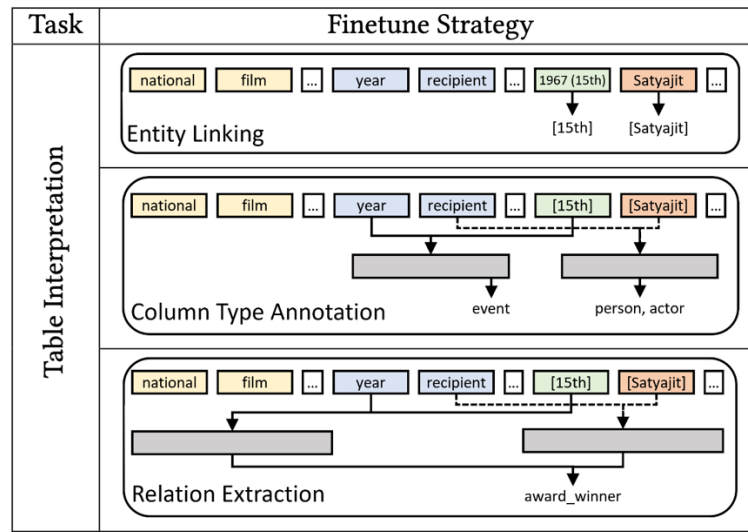 Task
Finetune Strategy
Table Interpretation
national film ... year recipient ... 1967 (15th) Satyajit ...
[15th] [Satyajit]
Entity Linking
national film ... year recipient ... [15th] [Satyajit] ...
event person, actor
Column Type Annotation
national film ... year recipient ... [15th] [Satyajit] ...
award_winner
Relation Extraction